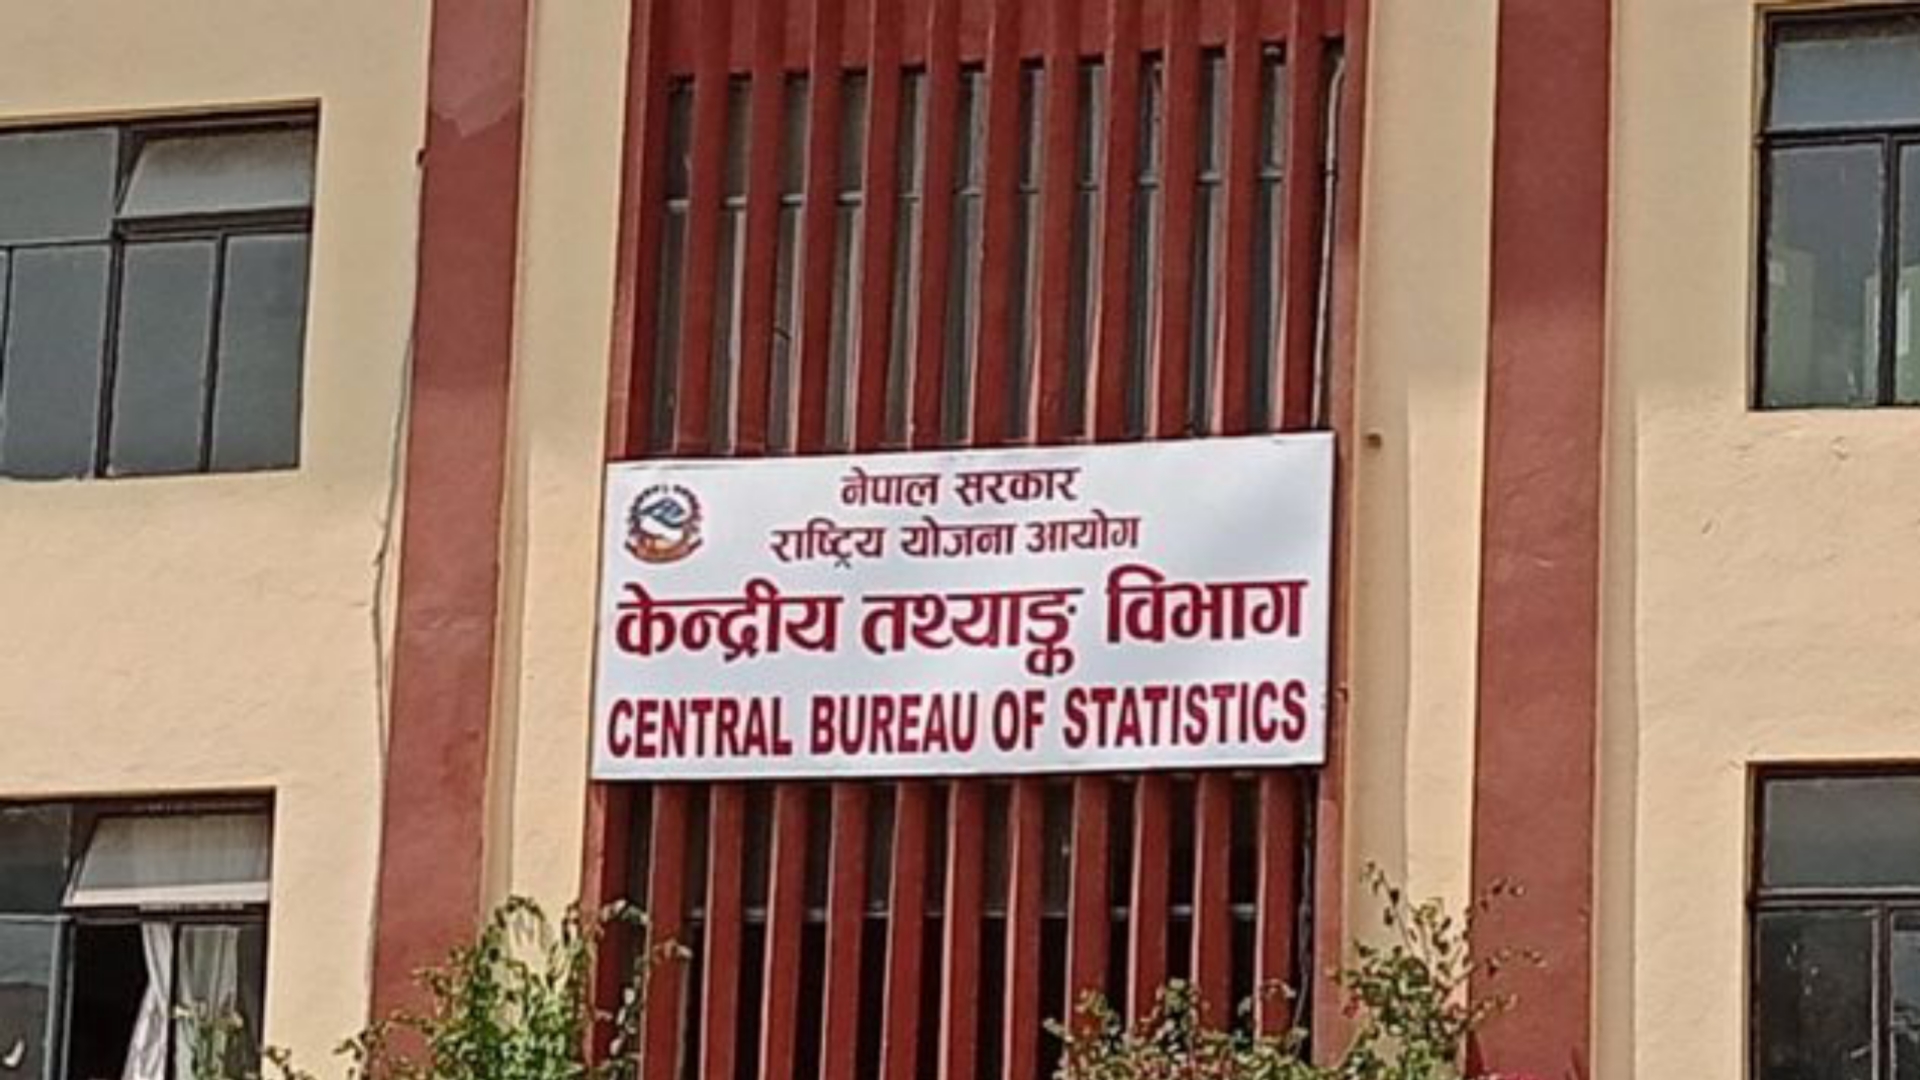 नेपाल सरकार
राष्ट्रिय योजना आयोग
केन्द्रीय तथ्याङ्क विभाग
CENTRAL BUREAU OF STATISTICS